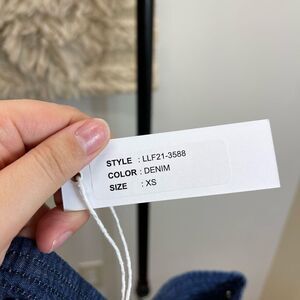 STYLE : LLF21-3588
COLOR : DENIM
SIZE : XS